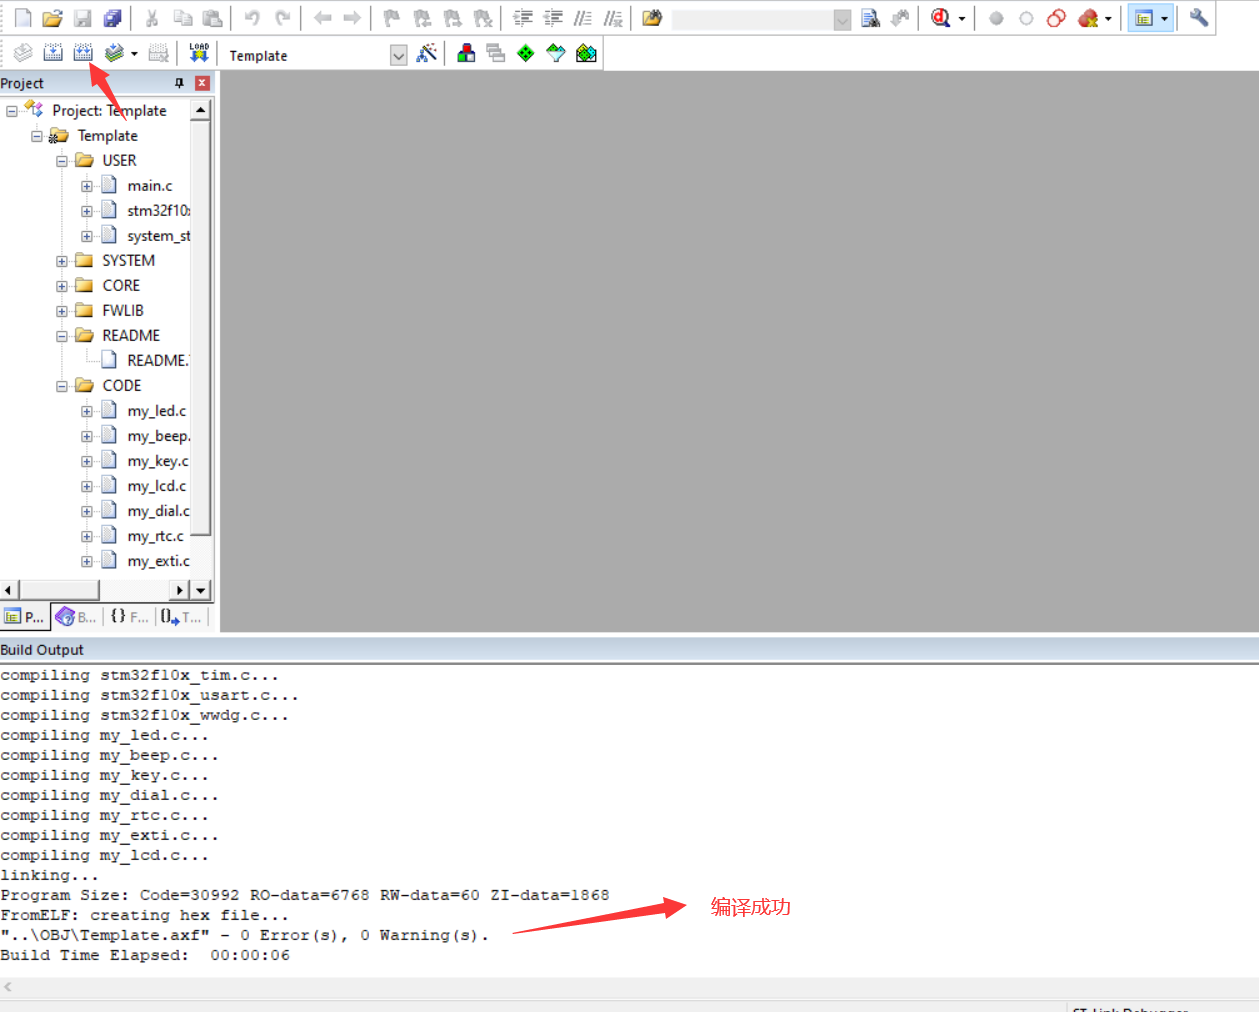 LOAD
Template
Project
Project: Template
Template
USER
main.c
stm32f10
system_st
SYSTEM
CORE
FWLIB
README
README.
CODE
my_led.c
my_beep.
my_key.c
my_lcd.c
my_dial.c
my_rtc.c
my_exti.c
P... B... {} F... T...
Build Output
compiling stm32f10x_tim.c...
compiling stm32f10x_usart.c...
compiling stm32f10x_wwdg.c...
compiling my_led.c...
compiling my_beep.c...
compiling my_key.c...
compiling my_dial.c...
compiling my_rtc.c...
compiling my_exti.c...
compiling my_lcd.c...
linking...
Program Size: Code=30992 RO-data=6768 RW-data=60 ZI-data=1868
FromELF: creating hex file...
"..\OBJ\Template.axf" - 0 Error(s), 0 Warning(s).
编译成功
Build Time Elapsed:  00:00:06
ST-Link Debugger